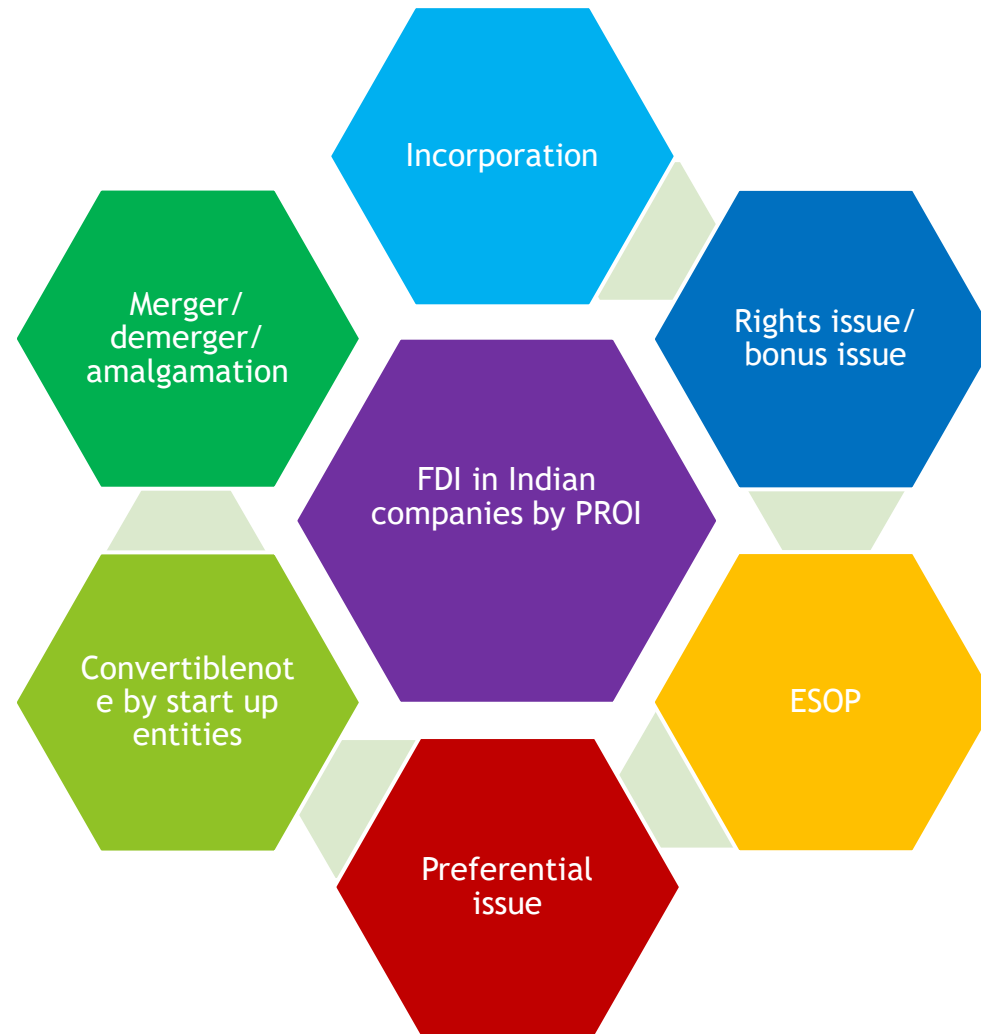 Incorporation
Rights issue/
bonus issue
ESOP
Preferential
issue
Convertiblenot
e by start up
entities
Merger/
demerger/
amalgamation
FDI in Indian
companies by PROI